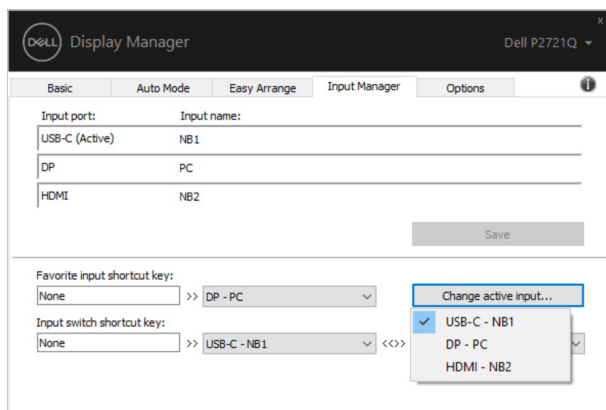 DELL Display Manager
Dell P2721Q
x
Basic Auto Mode Easy Arrange Input Manager Options
Input port: Input name:
USB-C (Active) NB1
DP PC
HDMI NB2
Save
Favorite input shortcut key:
None >> DP - PC Change active input...
Input switch shortcut key:
None >> USB-C - NB1 <<>>
USB-C - NB1
DP - PC
HDMI - NB2